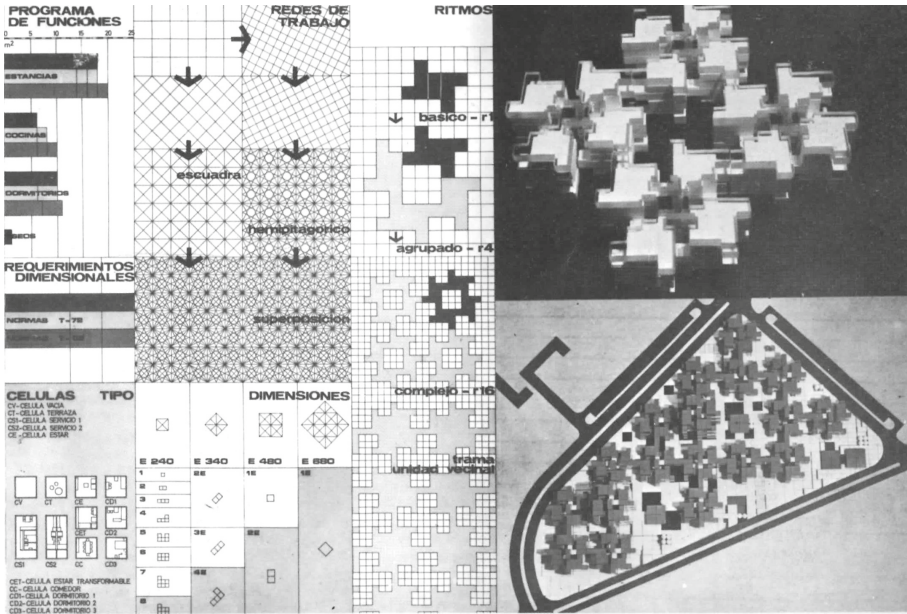 PROGRAMA
DE FUNCIONES
0 5 10 15 20 25
m²
ESTANCIAS
COCINAS
DORMITORIOS
ASEOS
REQUERIMIENTOS
DIMENSIONALES
NORMAS T-72
CELULAS TIPO
CV-CELULA VACIA
CT-CELULA TERRAZA
CS1-CELULA SERVICIO 1
CS2-CELULA SERVICIO 2
CE-CELULA ESTAR
CV CT CE CD1
CET CD2
CS1 CS2 CC CD3
CET-CELULA ESTAR TRANSFORMABLE
CC-CELULA COMEDOR
CD1-CELULA DORMITORIO 1
CD2-CELULA DORMITORIO 2
CD3-CELULA DORMITORIO 3
REDES DE
TRABAJO
escuadra
hemipitagorico
superposicion
DIMENSIONES
E 240 E 340 E 480 E 680
1 2E 1E 1E
2
3
4
5 3E 2E
6
7 4E
8
RITMOS
basico-r1
agrupado-r4
complejo-r16
trama
unidad vecinal